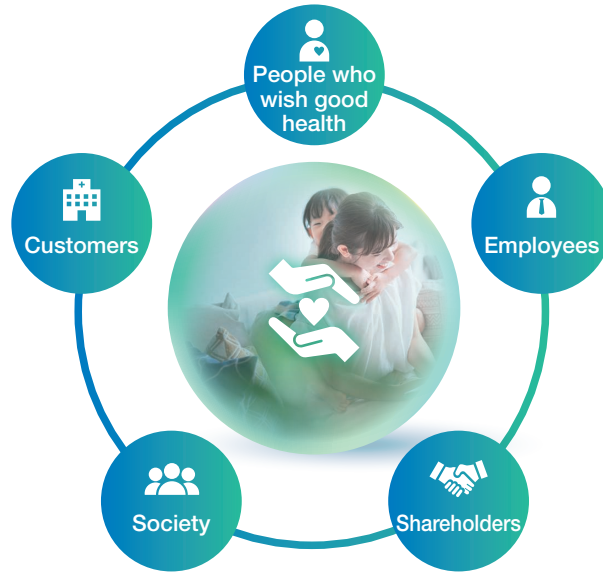 People who
wish good
health
Customers
Employees
Society
Shareholders